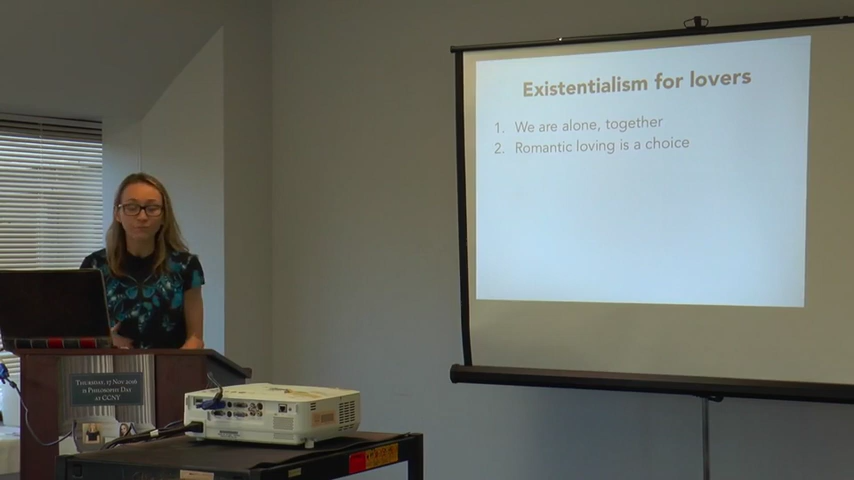 Existentialism for lovers
1. We are alone, together
2. Romantic loving is a choice
Thursday, 17 Nov 2016
is Philosophy Day
at CCNY